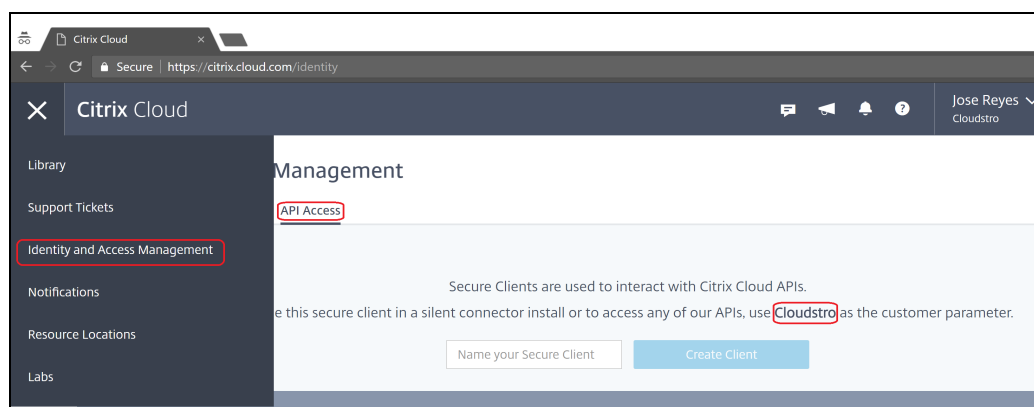 Citrix Cloud
Secure | https://citrix.cloud.com/identity
Citrix Cloud
Jose Reyes
Cloudstro
Library
Management
Support Tickets
API Access
Identity and Access Management
Secure Clients are used to interact with Citrix Cloud APIs.
Notifications
e this secure client in a silent connector install or to access any of our APIs, use Cloudstro as the customer parameter.
Resource Locations
Name your Secure Client
Create Client
Labs